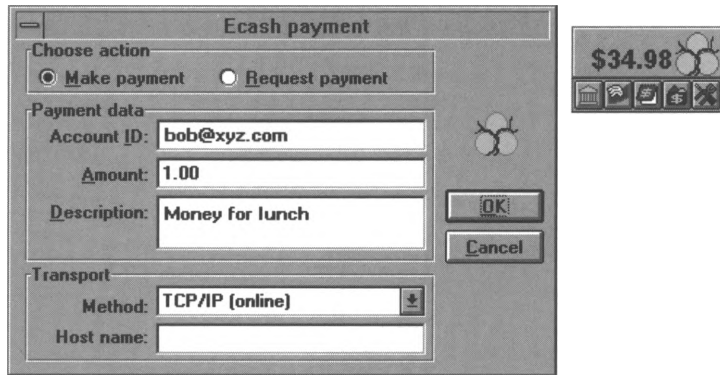 Ecash payment
Choose action
Make payment Request payment
Payment data
Account ID: bob@xyz.com
Amount: 1.00
Description: Money for lunch
OK
Cancel
Transport
Method: TCP/IP (online)
Host name:
$34.98